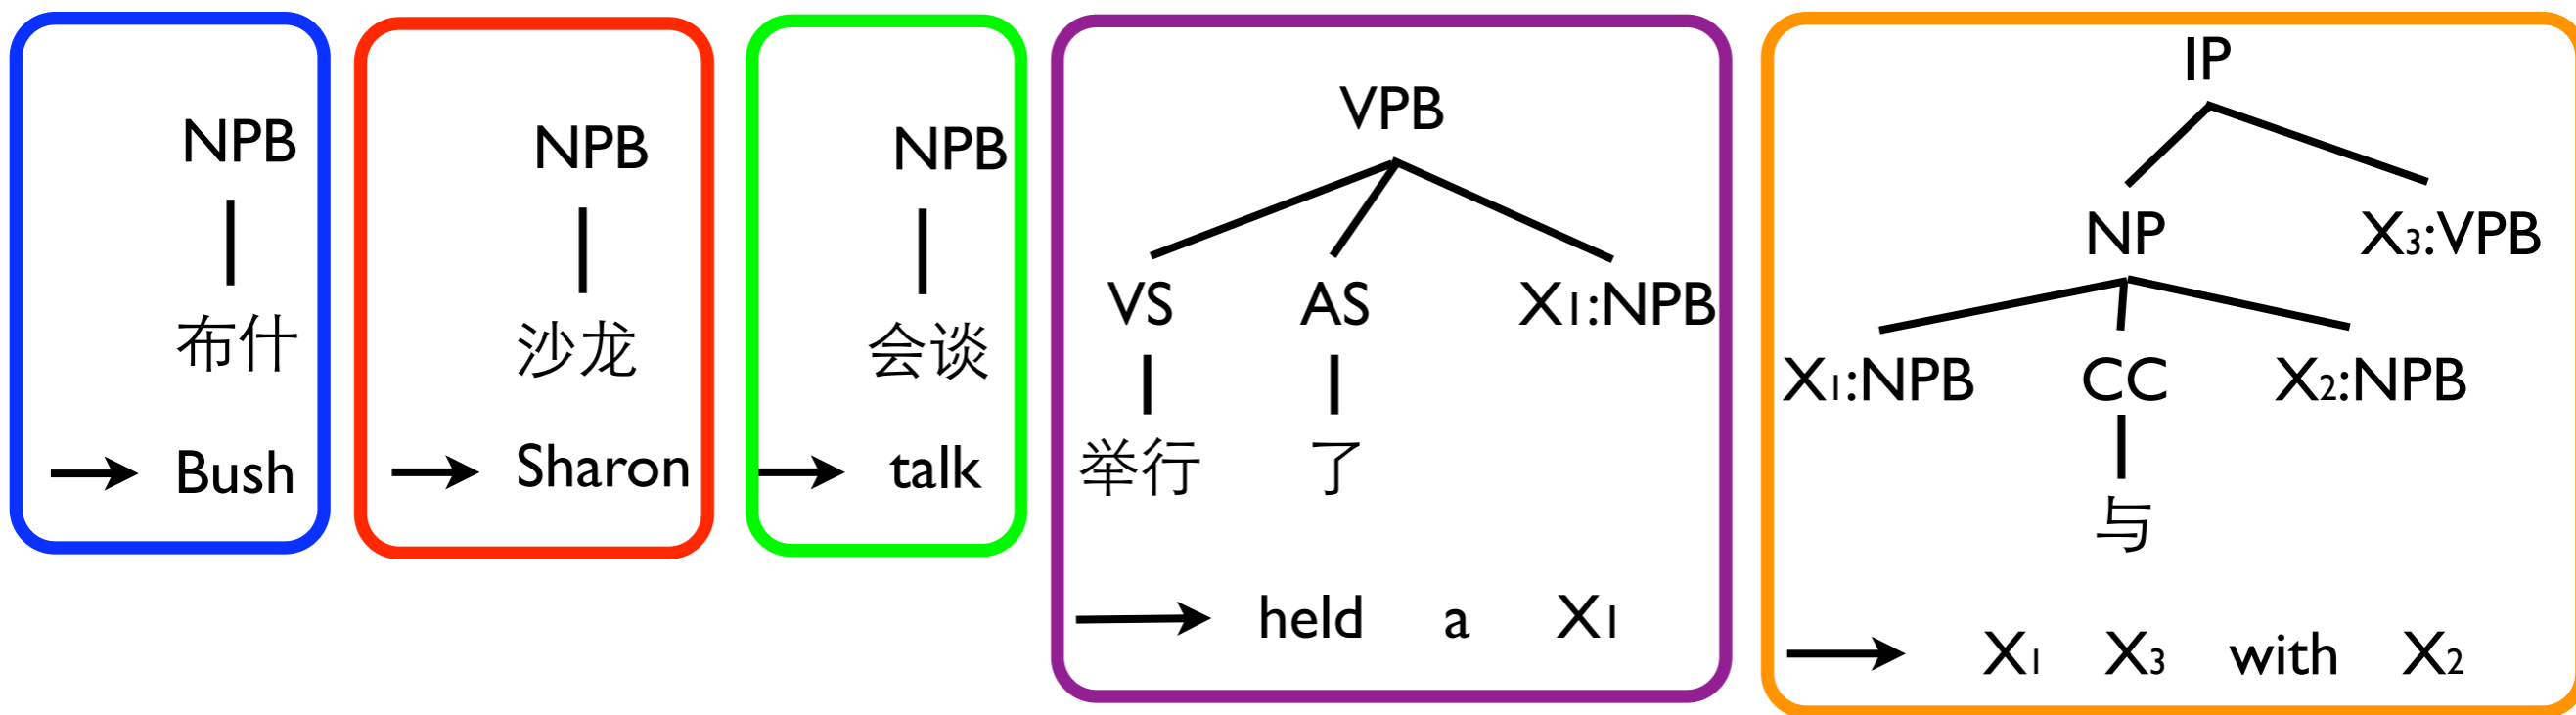 NPB
布什
Bush
NPB
沙龙
Sharon
NPB
会谈
talk
VPB
VS AS X1:NPB
举行 了
held a X1
IP
NP X3:VPB
X1:NPB CC X2:NPB
与
X1 X3 with X2